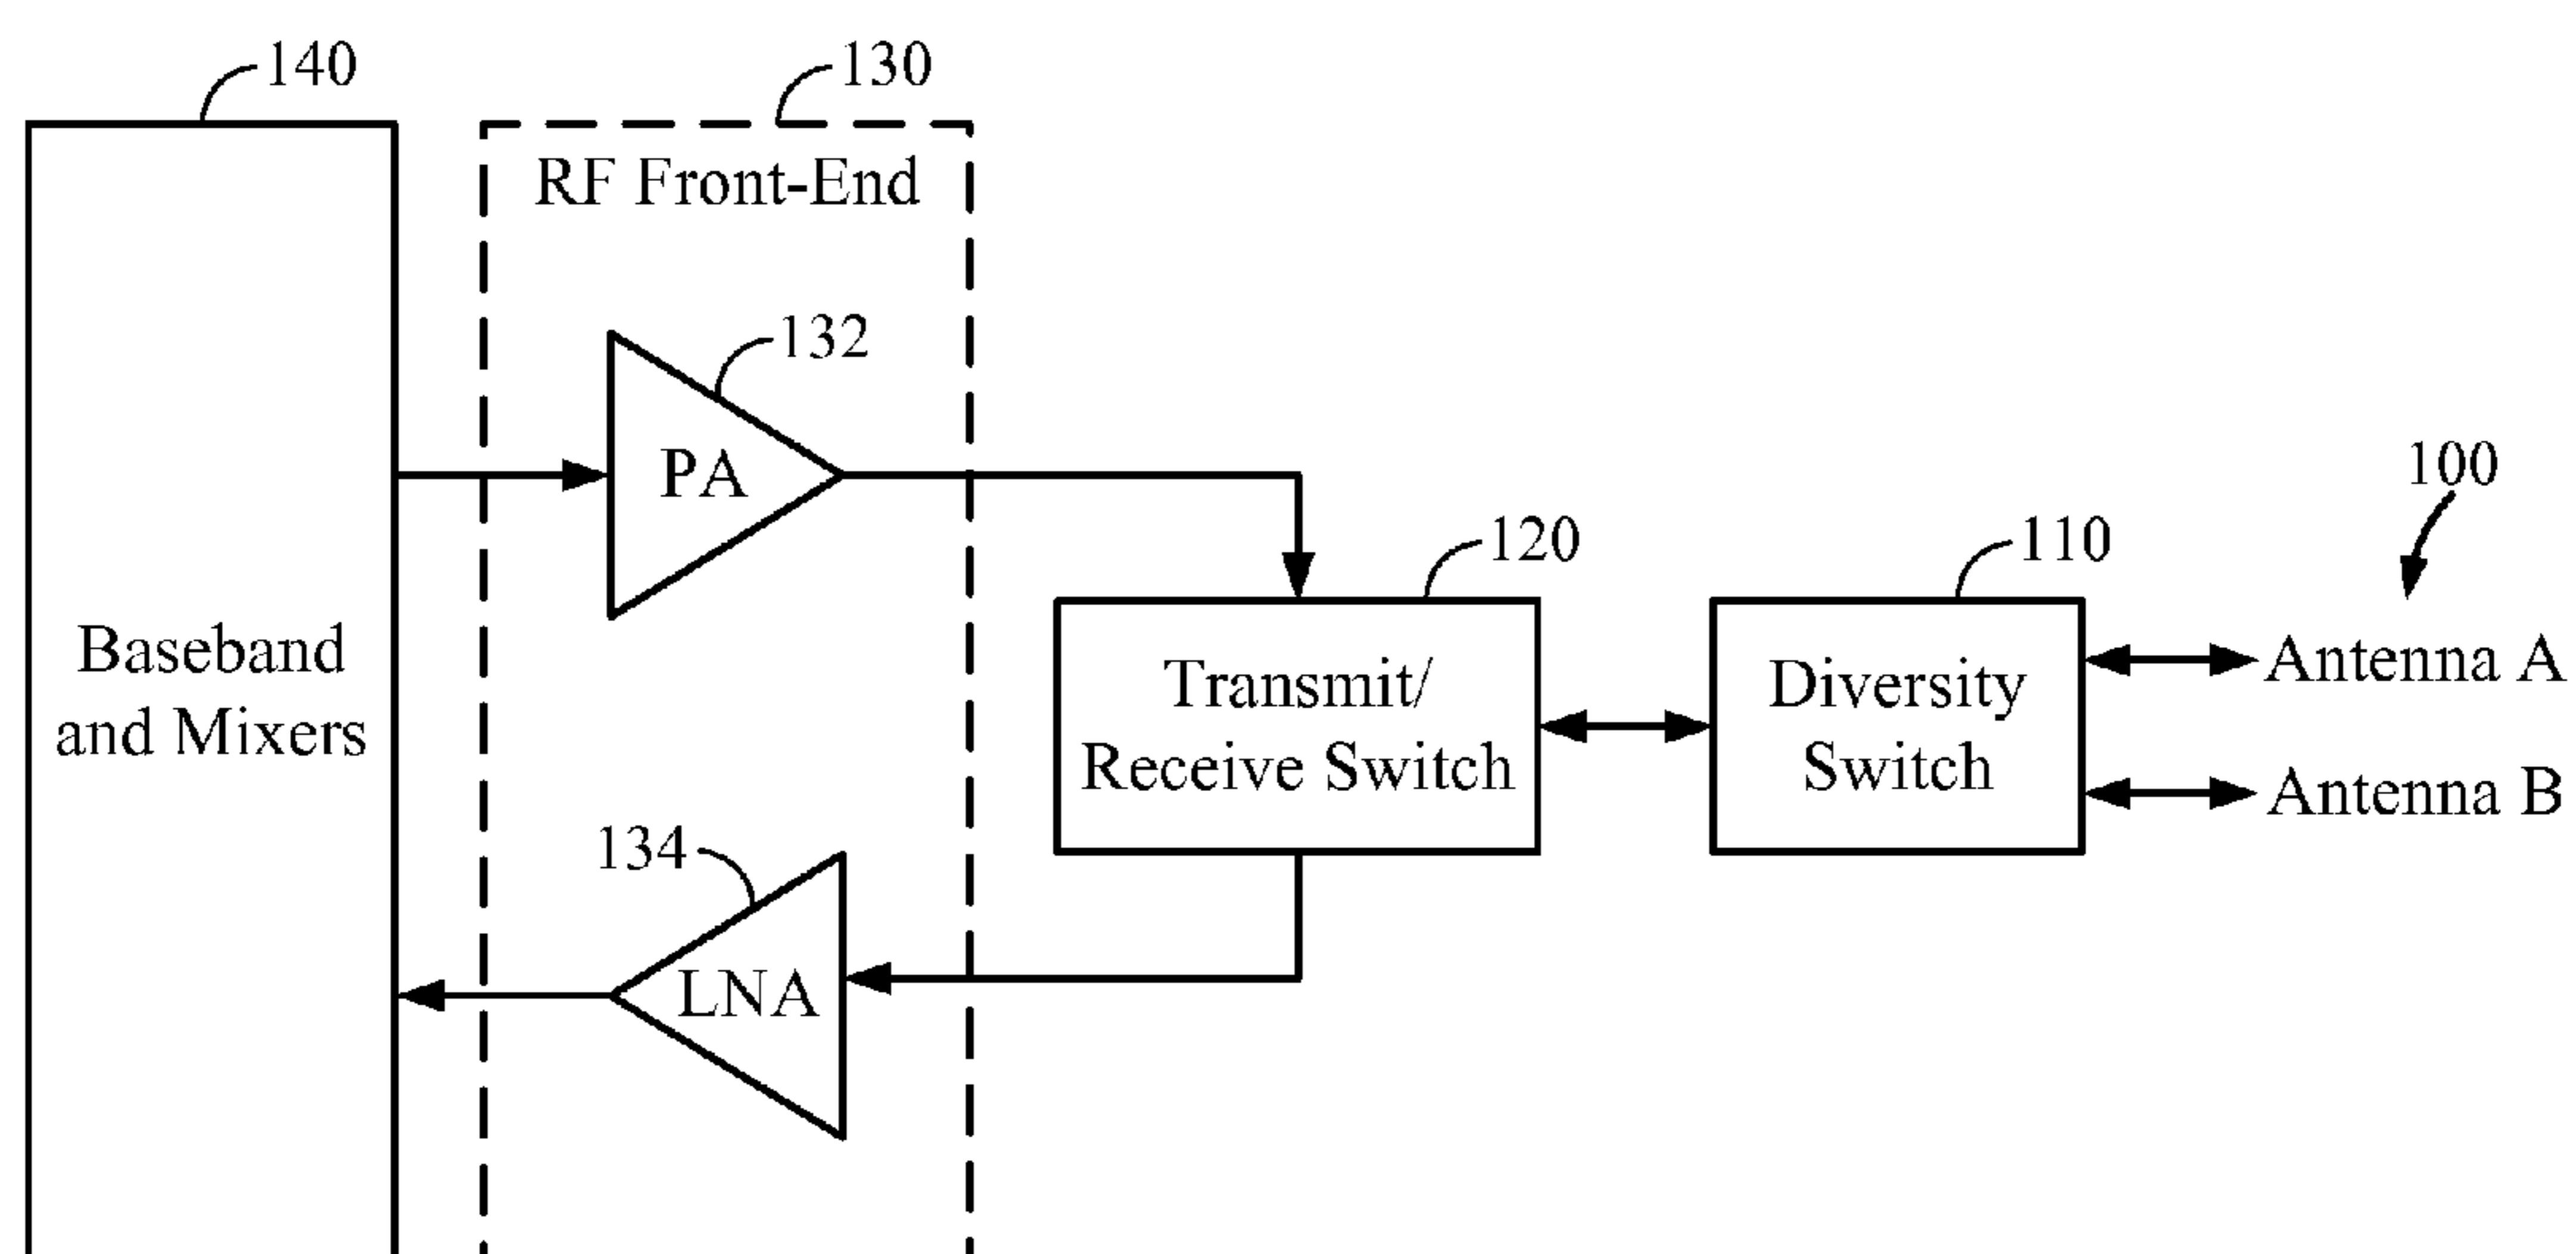 140
130
RF Front-End
132
PA
100
120
110
Baseband
and Mixers
Transmit/
Receive Switch
Diversity
Switch
Antenna A
Antenna B
134
LNA